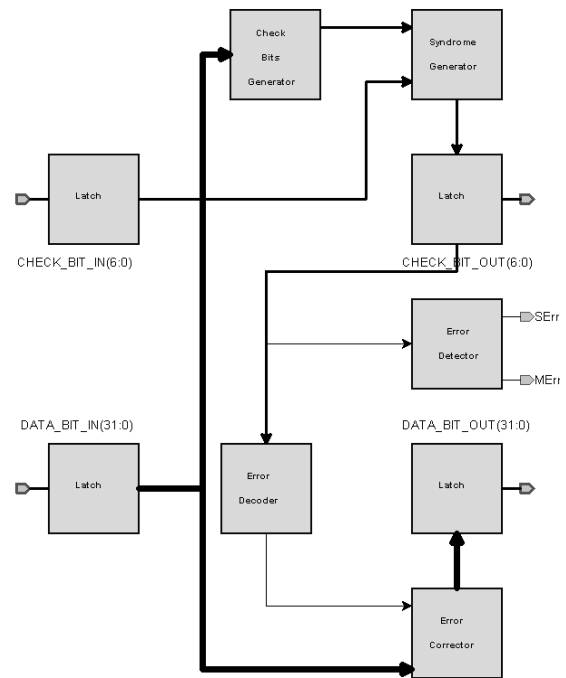 Check
Bits
Generator
Syndrome
Generator
Latch
Latch
CHECK_BIT_IN(6:0)
CHECK_BIT_OUT(6:0)
SErr
Error
Detector
MErr
DATA_BIT_IN(31:0)
DATA_BIT_OUT(31:0)
Latch
Error
Decoder
Latch
Error
Corrector